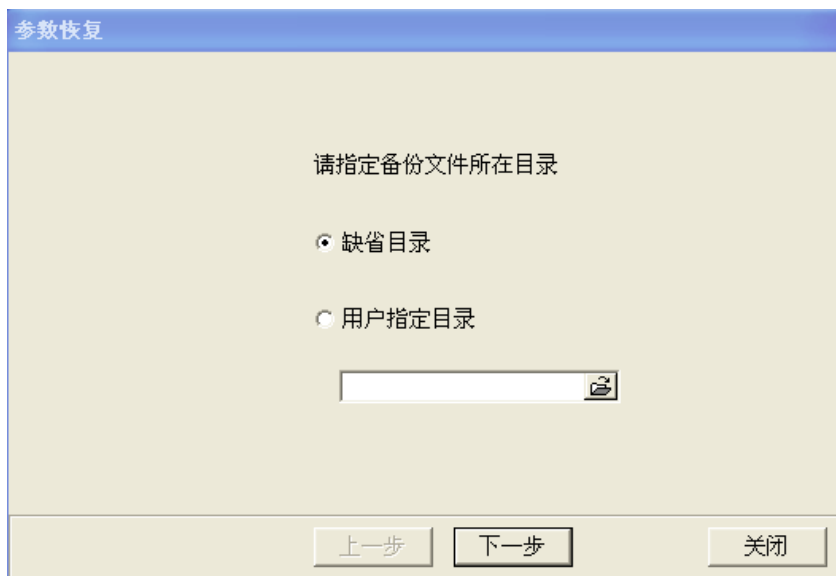 参数恢复
请指定备份文件所在目录
缺省目录
用户指定目录
上一步 下一步 关闭